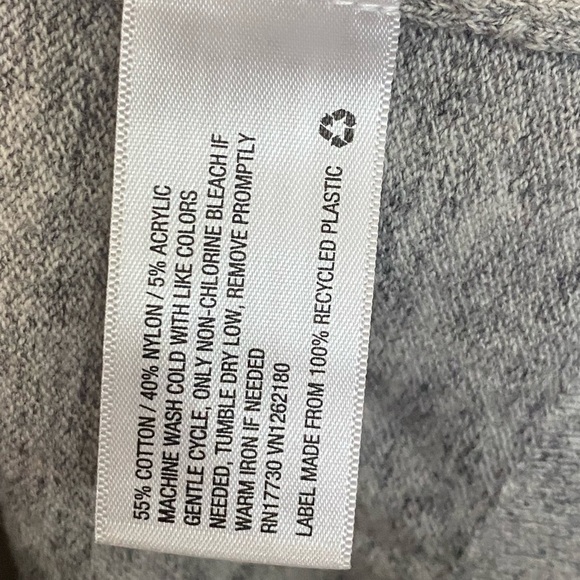 55% COTTON / 40% NYLON / 5% ACRYLIC
MACHINE WASH COLD WITH LIKE COLORS
GENTLE CYCLE, ONLY NON-CHLORINE BLEACH IF
NEEDED, TUMBLE DRY LOW, REMOVE PROMPTLY
WARM IRON IF NEEDED
RN17730 VN1262180
LABEL MADE FROM 100% RECYCLED PLASTIC